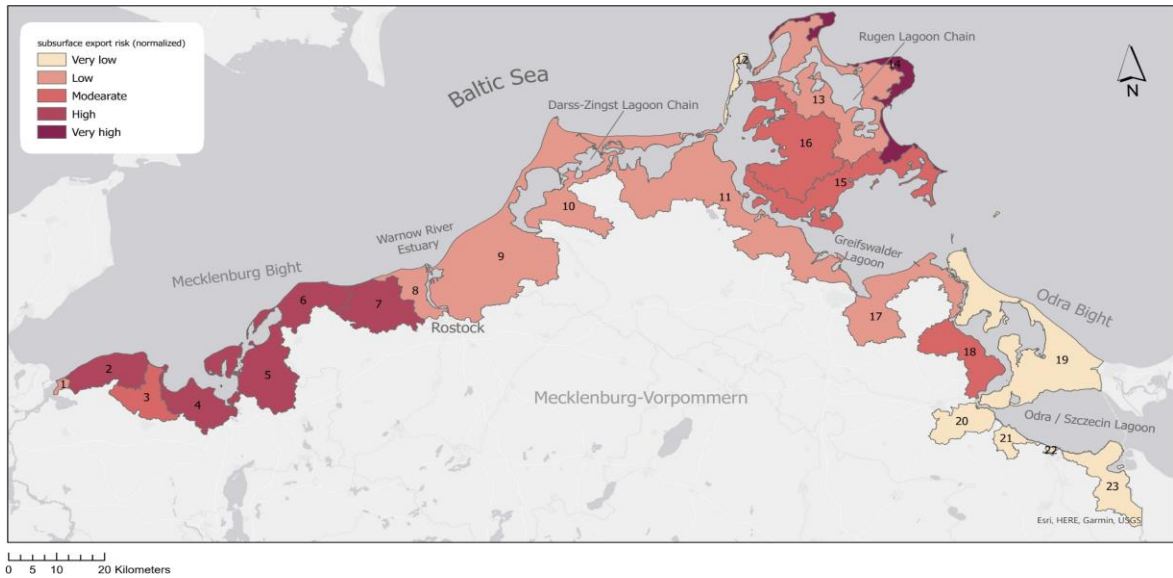 subsurface export risk (normalized)
Very low
Low
Modearate
High
Very high
Baltic Sea
Rugen Lagoon Chain
N
Darss-Zingst Lagoon Chain
12
14
13
16
15
11
10
Warnow River
Estuary
9
Greifswalder
Lagoon
Mecklenburg Bight
8
7
6
Rostock
Odra Bight
17
18
19
1
2
3
4
5
Mecklenburg-Vorpommern
Odra / Szczecin Lagoon
20
21
22
23
Esri, HERE, Garmin, USGS
0 5 10 20 Kilometers